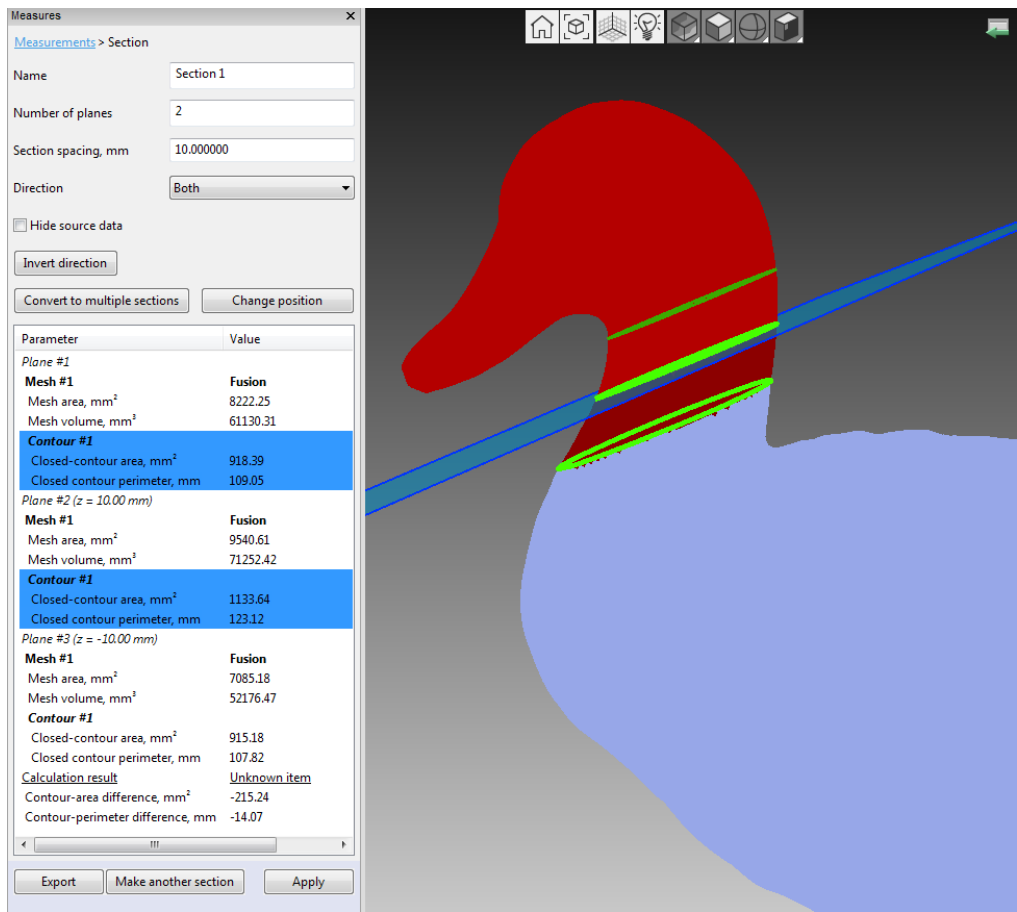 Measures
Measurements > Section
Name Section 1
Number of planes 2
Section spacing, mm 10.000000
Direction Both
Hide source data
Invert direction
Convert to multiple sections Change position
Parameter Value
Plane #1
Mesh #1 Fusion
Mesh area, mm² 8222.25
Mesh volume, mm³ 61130.31
Contour #1
Closed-contour area, mm² 918.39
Closed contour perimeter, mm 109.05
Plane #2 (z = 10.00 mm)
Mesh #1 Fusion
Mesh area, mm² 9540.61
Mesh volume, mm³ 71252.42
Contour #1
Closed-contour area, mm² 1133.64
Closed contour perimeter, mm 123.12
Plane #3 (z = -10.00 mm)
Mesh #1 Fusion
Mesh area, mm² 7085.18
Mesh volume, mm³ 52176.47
Contour #1
Closed-contour area, mm² 915.18
Closed contour perimeter, mm 107.82
Calculation result Unknown item
Contour-area difference, mm² -215.24
Contour-perimeter difference, mm -14.07
Export Make another section Apply